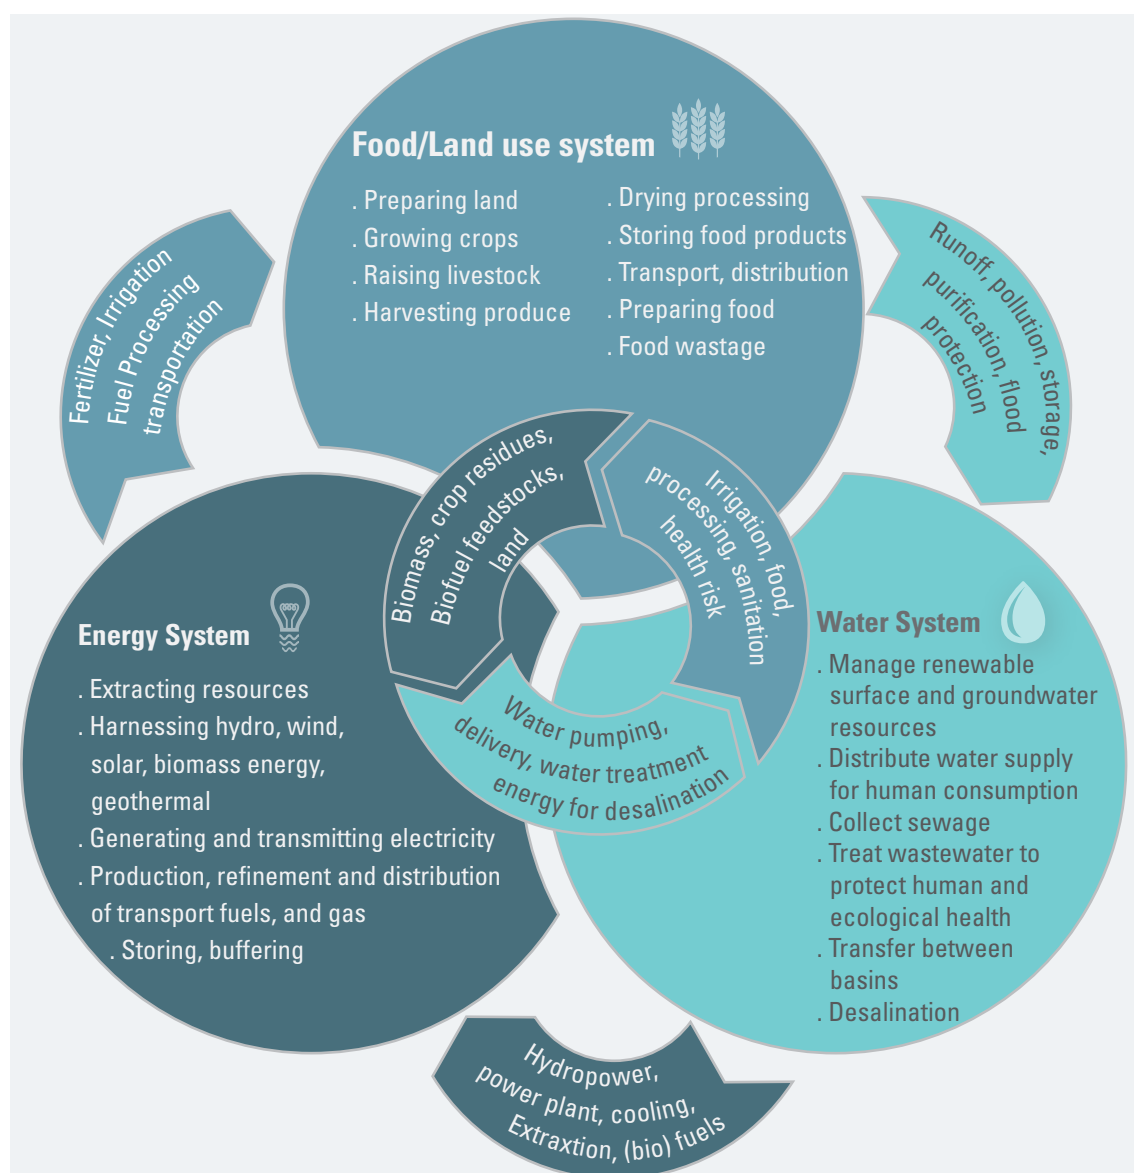 Food/Land use system
. Preparing land
. Growing crops
. Raising livestock
. Harvesting produce
. Drying processing
. Storing food products
. Transport, distribution
. Preparing food
. Food wastage
Fertilizer, Irrigation
Fuel Processing
transportation
Runoff, pollution, storage,
purification, flood
protection
Biomass, crop residues,
Biofuel feedstocks,
land
Irrigation, food,
processing, sanitation
health risk
Water pumping,
delivery, water treatment
energy for desalination
Energy System
. Extracting resources
. Harnessing hydro, wind,
solar, biomass energy,
geothermal
. Generating and transmitting electricity
. Production, refinement and distribution
of transport fuels, and gas
. Storing, buffering
Water System
. Manage renewable
surface and groundwater
resources
. Distribute water supply
for human consumption
. Collect sewage
. Treat wastewater to
protect human and
ecological health
. Transfer between
basins
. Desalination
Hydropower,
power plant, cooling,
Extraxtion, (bio) fuels